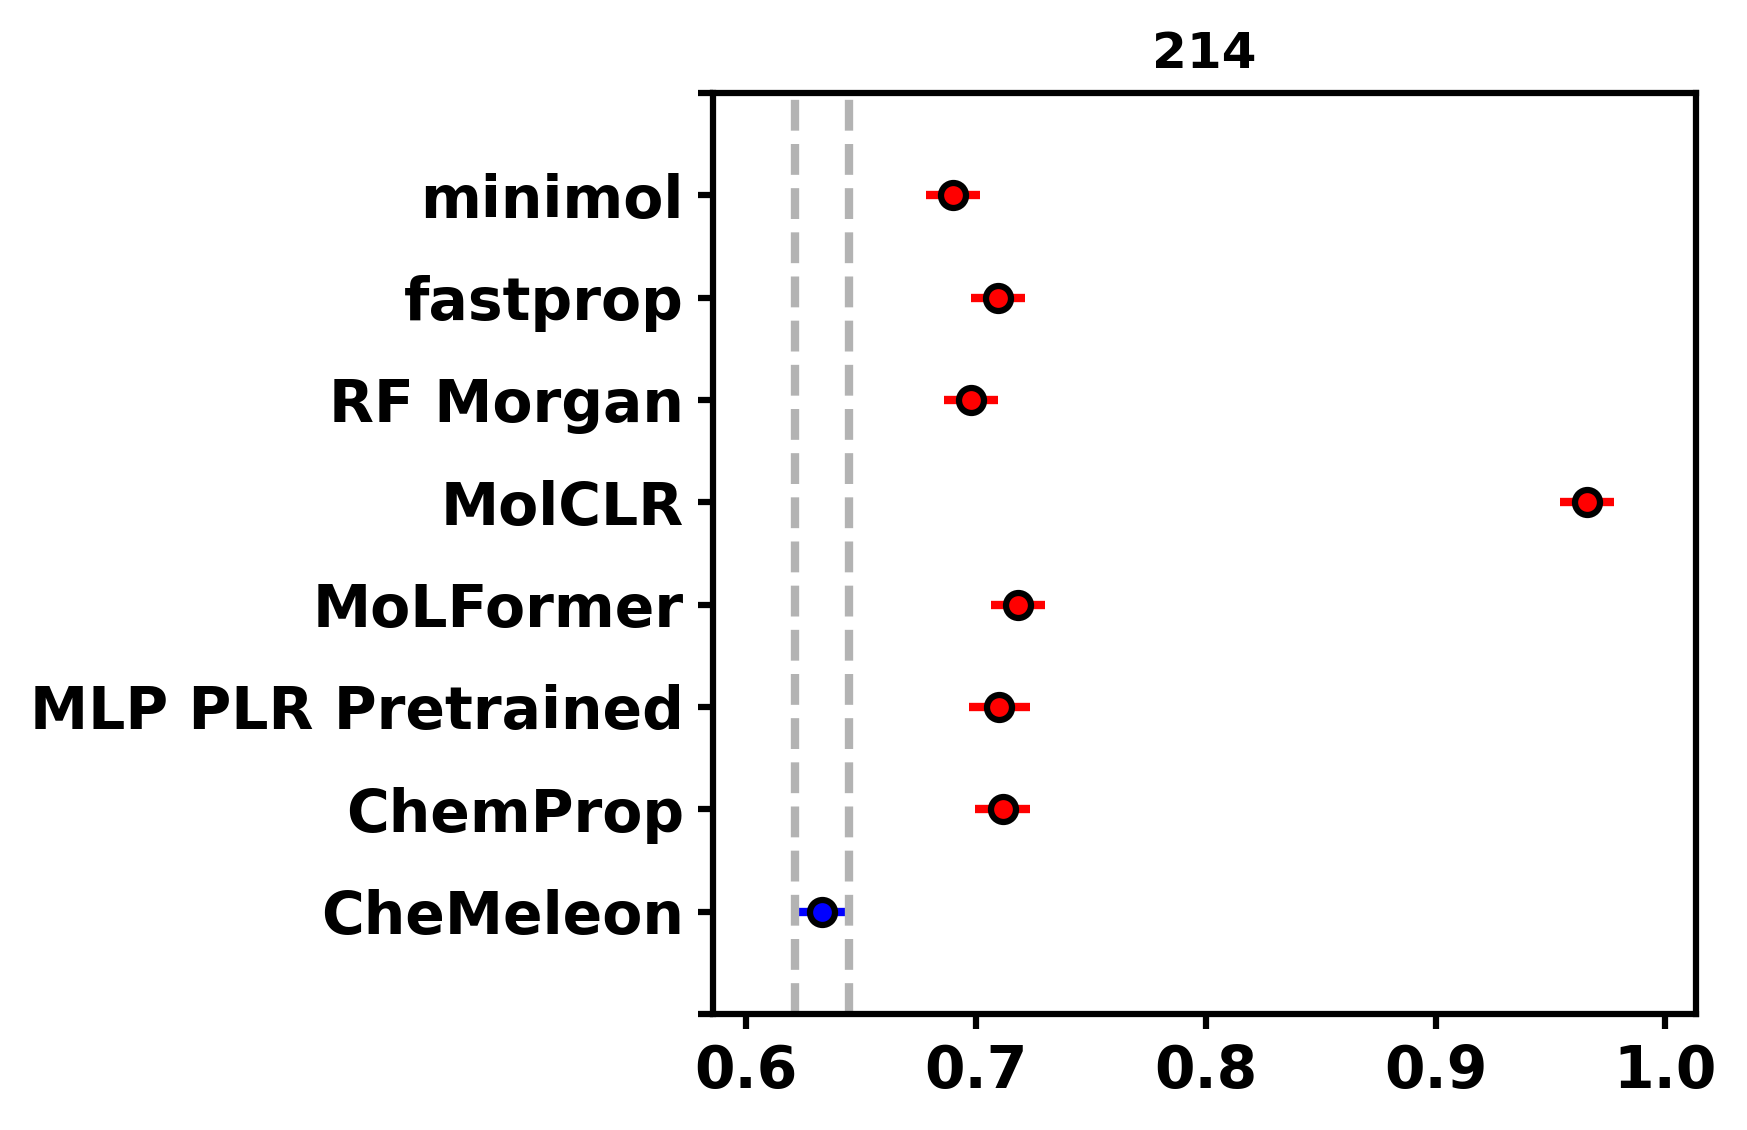 214
minimol
fastprop
RF Morgan
MolCLR
MoLFormer
MLP PLR Pretrained
ChemProp
CheMeleon
0.6 0.7 0.8 0.9 1.0